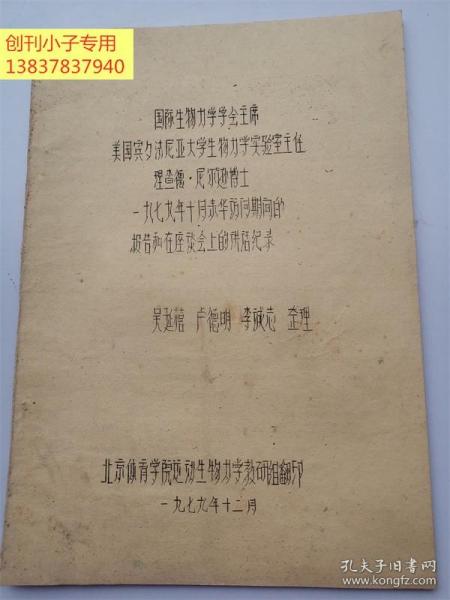 创刊小子专用
13837837940
国际生物力学学会主席
美国宾夕法尼亚大学生物力学实验室主任
理查德·尼尔逊博士
一九七九年十月来华访问期间的
报告和在座谈会上的讲话纪录
吴延禧 卢德明 李诚志 整理
北京体育学院运动生物力学教研组翻印
一九七九年十二月
孔夫子旧书网
www.kongfz.com